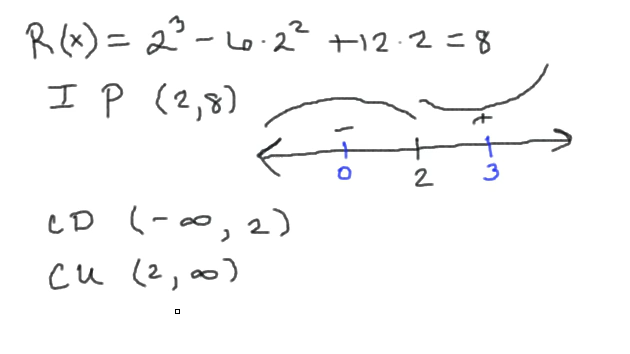 R(x) = 2³ - 6·2² + 12·2 = 8
I P (2,8)
- +
0 2 3
CD (-∞, 2)
CU (2, ∞)